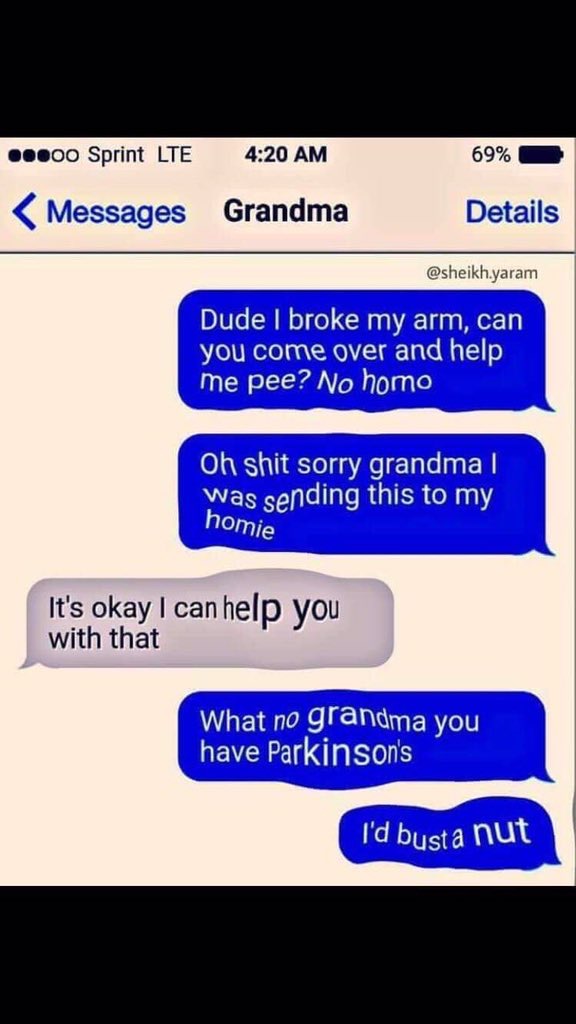 Sprint LTE 4:20 AM 69%
Messages Grandma Details
@sheikh.yaram
Dude I broke my arm, can
you come over and help
me pee? No homo
Oh shit sorry grandma I
was sending this to my
homie
It's okay I can help you
with that
What no grandma you
have Parkinson's
I'd bust a nut